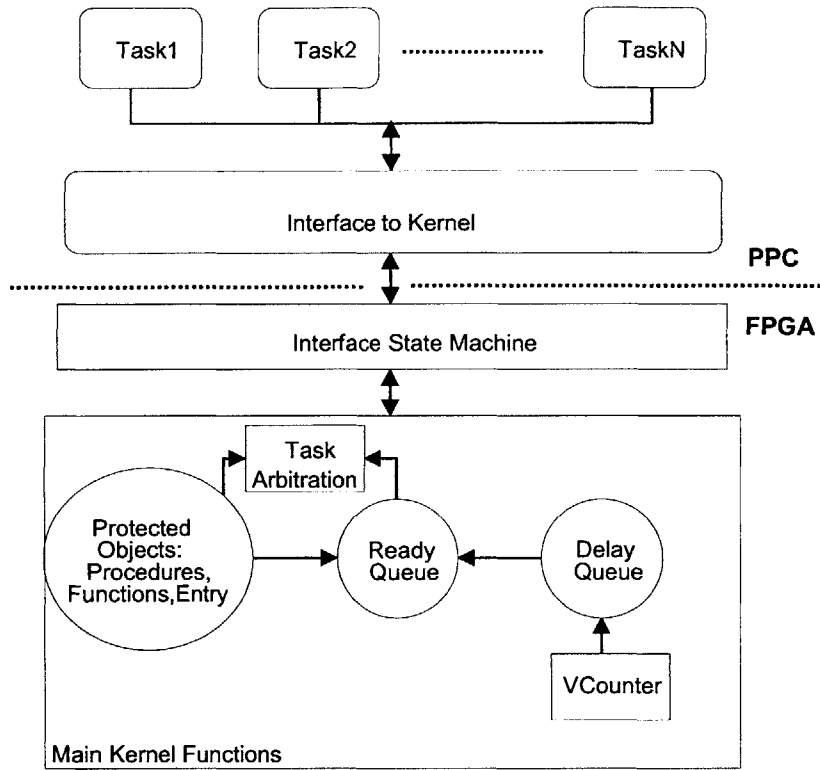 Task1
Task2
TaskN
Interface to Kernel
PPC
FPGA
Interface State Machine
Task
Arbitration
Protected
Objects:
Procedures,
Functions,Entry
Ready
Queue
Delay
Queue
VCounter
Main Kernel Functions